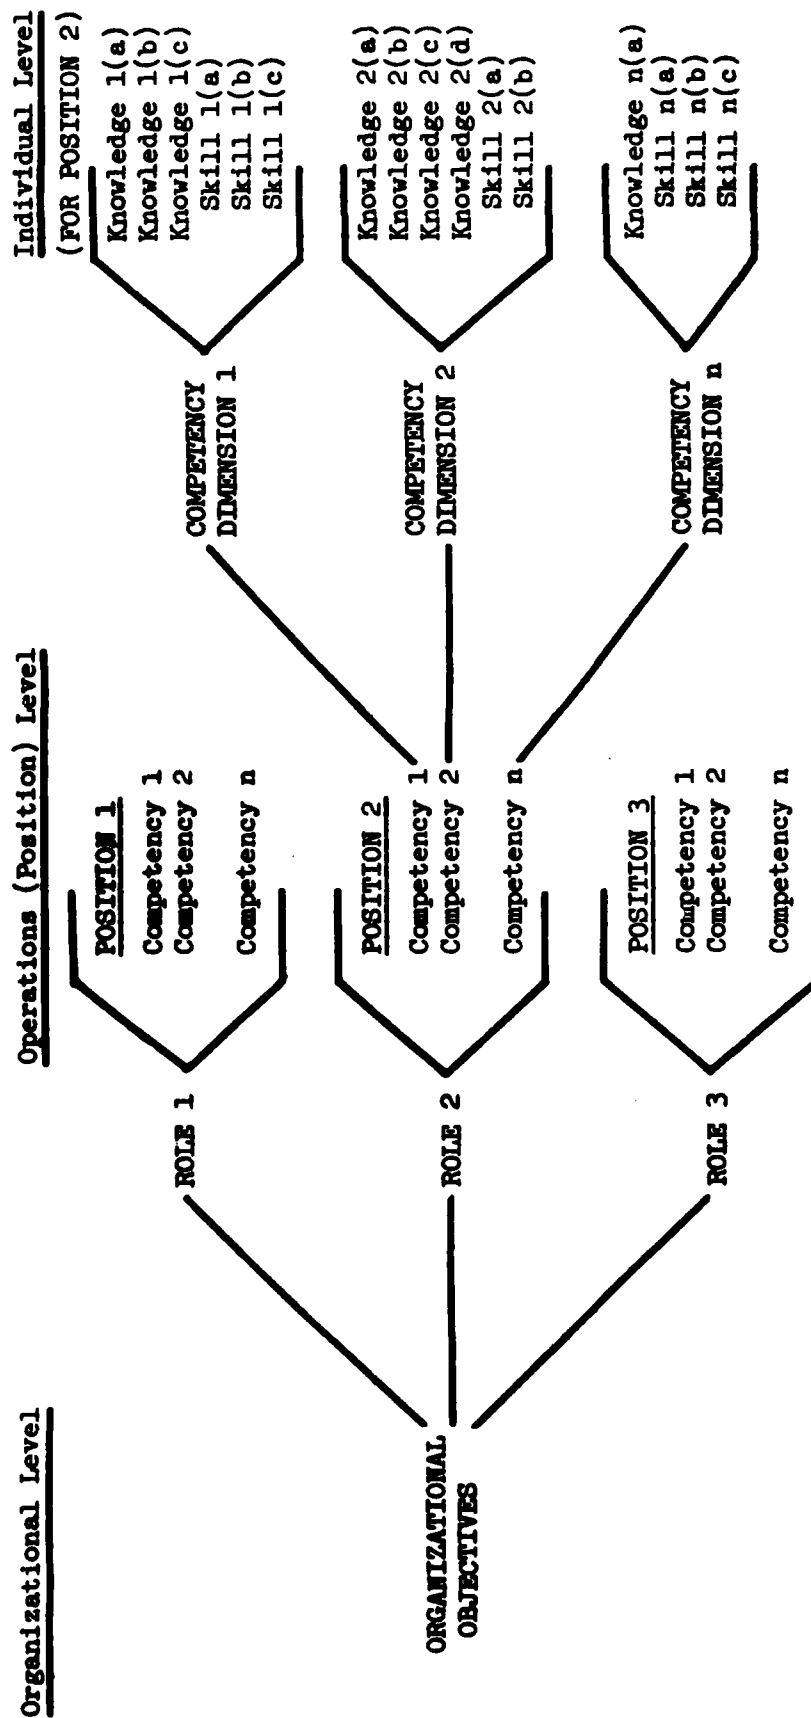 Organizational Level
ORGANIZATIONAL
OBJECTIVES
ROLE 1
ROLE 2
ROLE 3
Operations (Position) Level
POSITION 1
Competency 1
Competency 2
Competency n
POSITION 2
Competency 1
Competency 2
Competency n
POSITION 3
Competency 1
Competency 2
Competency n
COMPETENCY
DIMENSION 1
COMPETENCY
DIMENSION 2
COMPETENCY
DIMENSION n
Individual Level
(FOR POSITION 2)
Knowledge 1(a)
Knowledge 1(b)
Knowledge 1(c)
Skill 1(a)
Skill 1(b)
Skill 1(c)
Knowledge 2(a)
Knowledge 2(b)
Knowledge 2(c)
Knowledge 2(d)
Skill 2(a)
Skill 2(b)
Knowledge n(a)
Skill n(a)
Skill n(b)
Skill n(c)